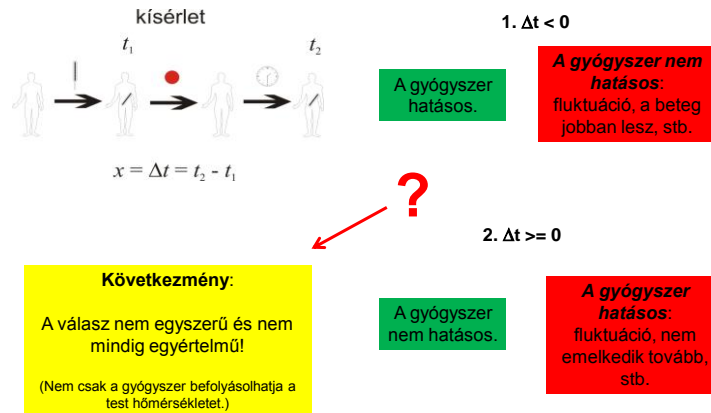 kísérlet
t₁
t₂
x = Δt = t₂ - t₁
1. Δt < 0
A gyógyszer
hatásos.
A gyógyszer nem
hatásos:
fluktuáció, a beteg
jobban lesz, stb.
?
2. Δt >= 0
Következmény:
A válasz nem egyszerű és nem
mindig egyértelmű!
(Nem csak a gyógyszer befolyásolhatja a
test hőmérsékletet.)
A gyógyszer
nem hatásos.
A gyógyszer
hatásos:
fluktuáció, nem
emelkedik tovább,
stb.